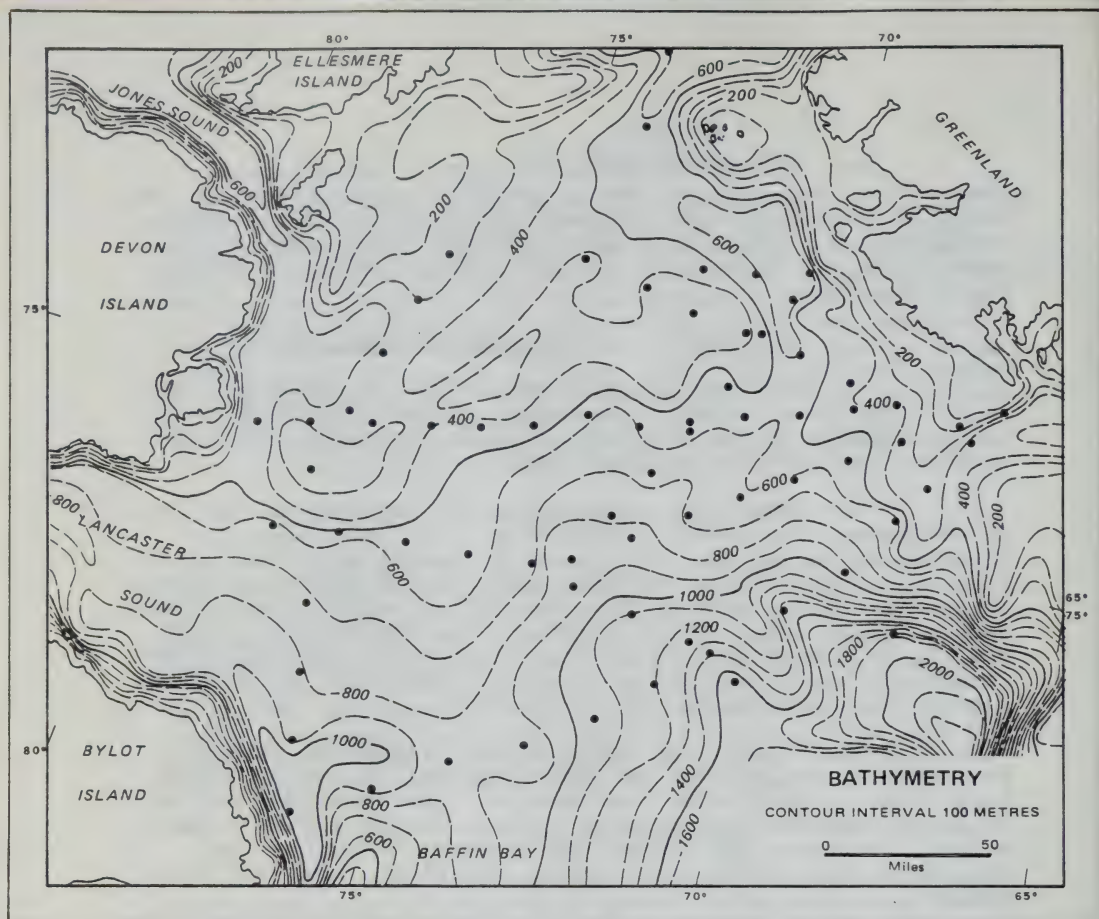 80°
75°
70°
200
ELLESMERE
ISLAND
600
200
JONES SOUND
GREENLAND
600
200
DEVON
400
600
ISLAND
75°
200
400
400
400
600
200
800
LANCASTER
800
600
SOUND
1000
65°
75°
1200
1800
2000
800
1000
80°
BYLOT
ISLAND
1400
BATHYMETRY
CONTOUR INTERVAL 100 METRES
800
1600
600
BAFFIN BAY
0
50
Miles
75°
70°
65°